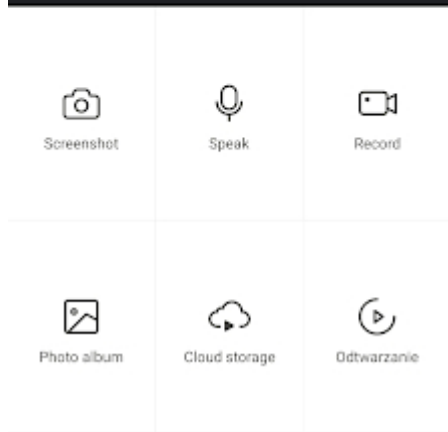 Screenshot
Speak
Record
Photo album
Cloud storage
Odtwarzanie